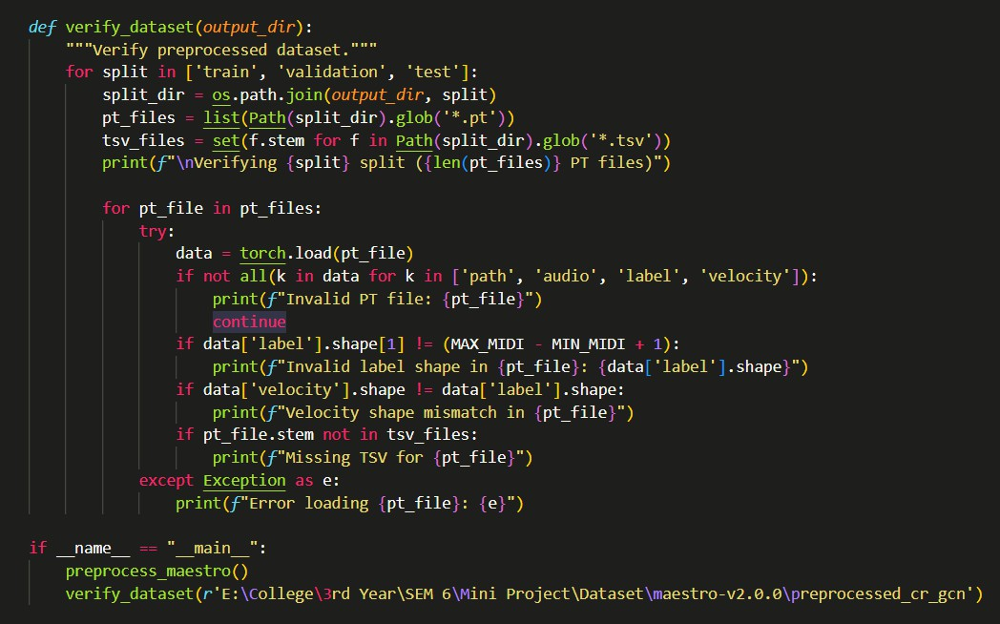 def verify_dataset(output_dir):
    """Verify preprocessed dataset."""
    for split in ['train', 'validation', 'test']:
        split_dir = os.path.join(output_dir, split)
        pt_files = list(Path(split_dir).glob('*.pt'))
        tsv_files = set(f.stem for f in Path(split_dir).glob('*.tsv'))
        print(f"\nVerifying {split} split ({len(pt_files)} PT files)")

        for pt_file in pt_files:
            try:
                data = torch.load(pt_file)
                if not all(k in data for k in ['path', 'audio', 'label', 'velocity']):
                    print(f"Invalid PT file: {pt_file}")
                    continue
                if data['label'].shape[1] != (MAX_MIDI - MIN_MIDI + 1):
                    print(f"Invalid label shape in {pt_file}: {data['label'].shape}")
                if data['velocity'].shape != data['label'].shape:
                    print(f"Velocity shape mismatch in {pt_file}")
                if pt_file.stem not in tsv_files:
                    print(f"Missing TSV for {pt_file}")
            except Exception as e:
                print(f"Error loading {pt_file}: {e}")

if __name__ == "__main__":
    preprocess_maestro()
    verify_dataset(r'E:\College\3rd Year\SEM 6\Mini Project\Dataset\maestro-v2.0.0\preprocessed_cr_gcn')